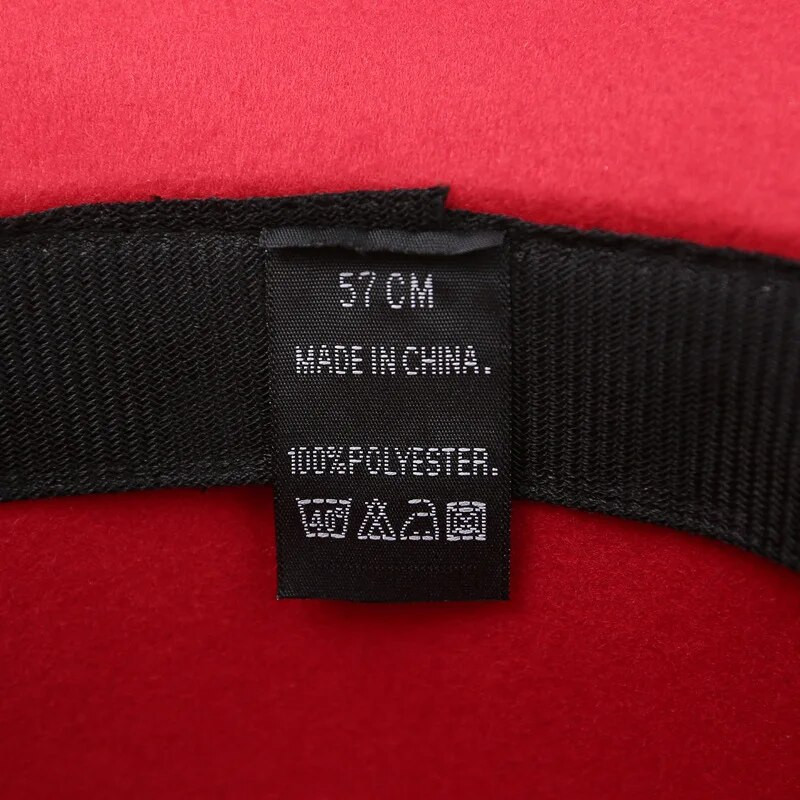 57 CM
MADE IN CHINA.
100%POLYESTER.
40°